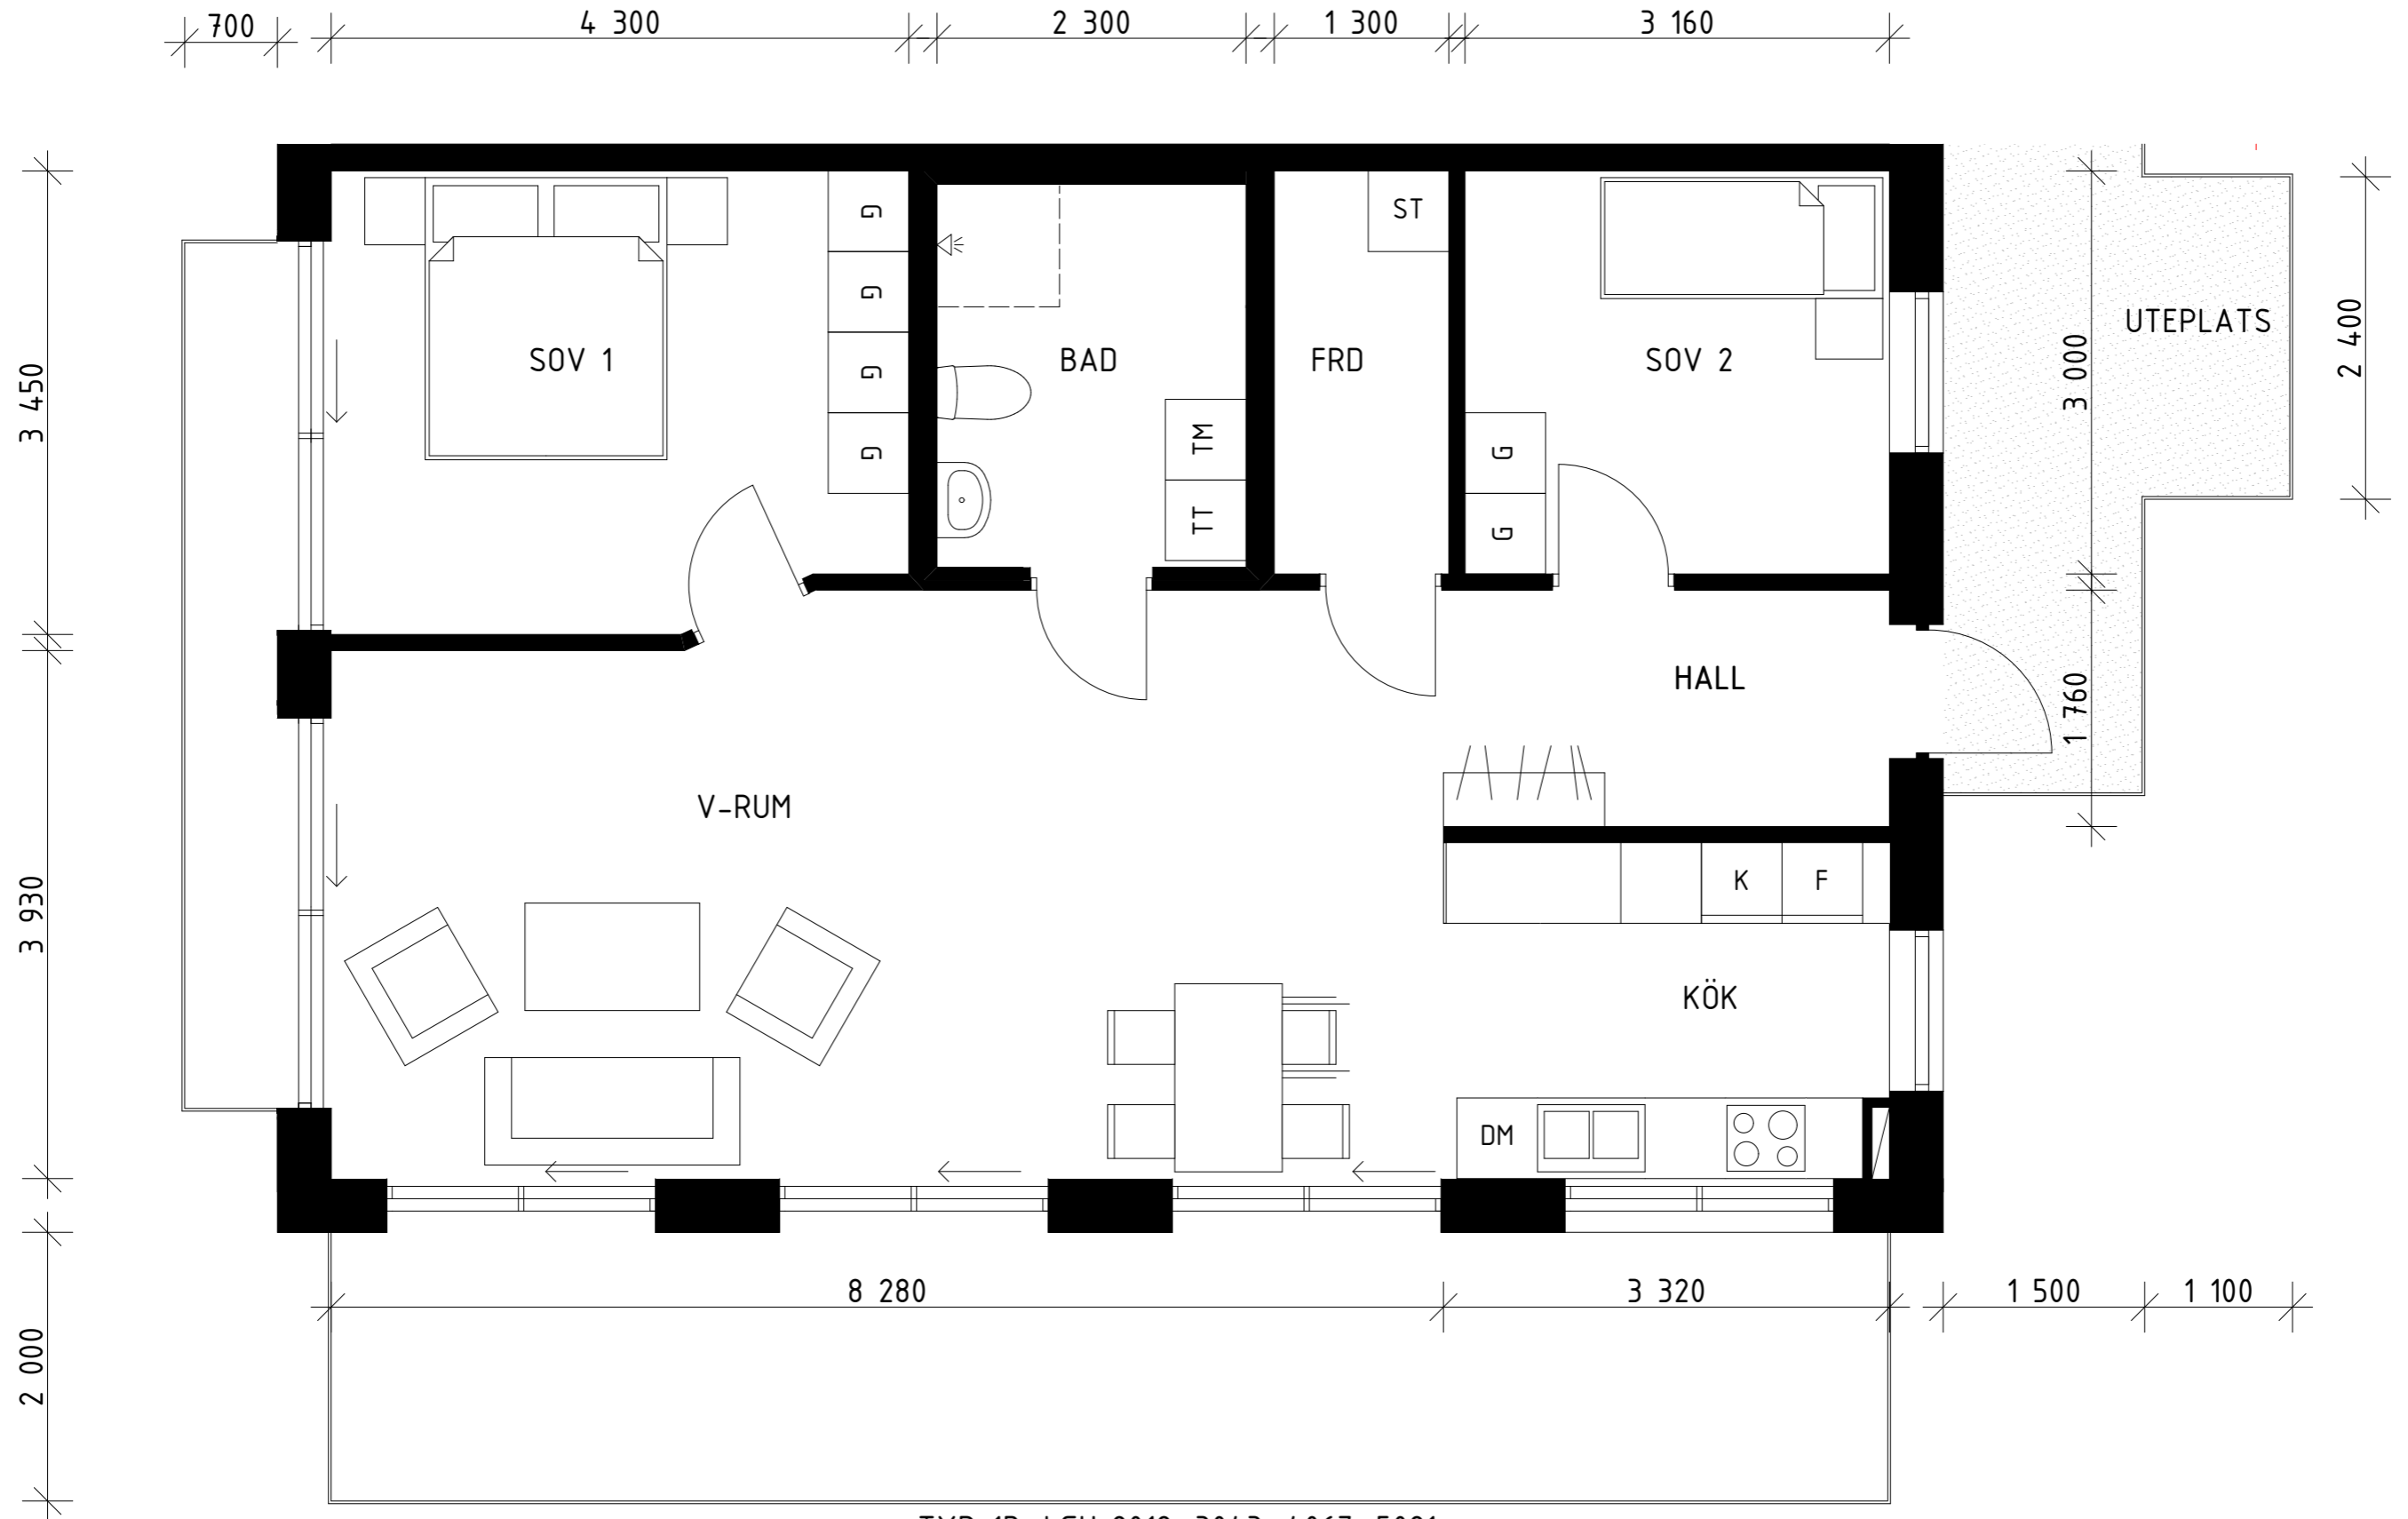 700
4 300
2 300
1 300
3 160
G
ST
G
UTEPLATS
2 400
SOV 1
BAD
FRD
SOV 2
3 000
3 450
G
G
TM
G
TT
G
HALL
1 760
V-RUM
K
F
3 930
KÖK
DM
8 280
3 320
1 500
1 100
2 000